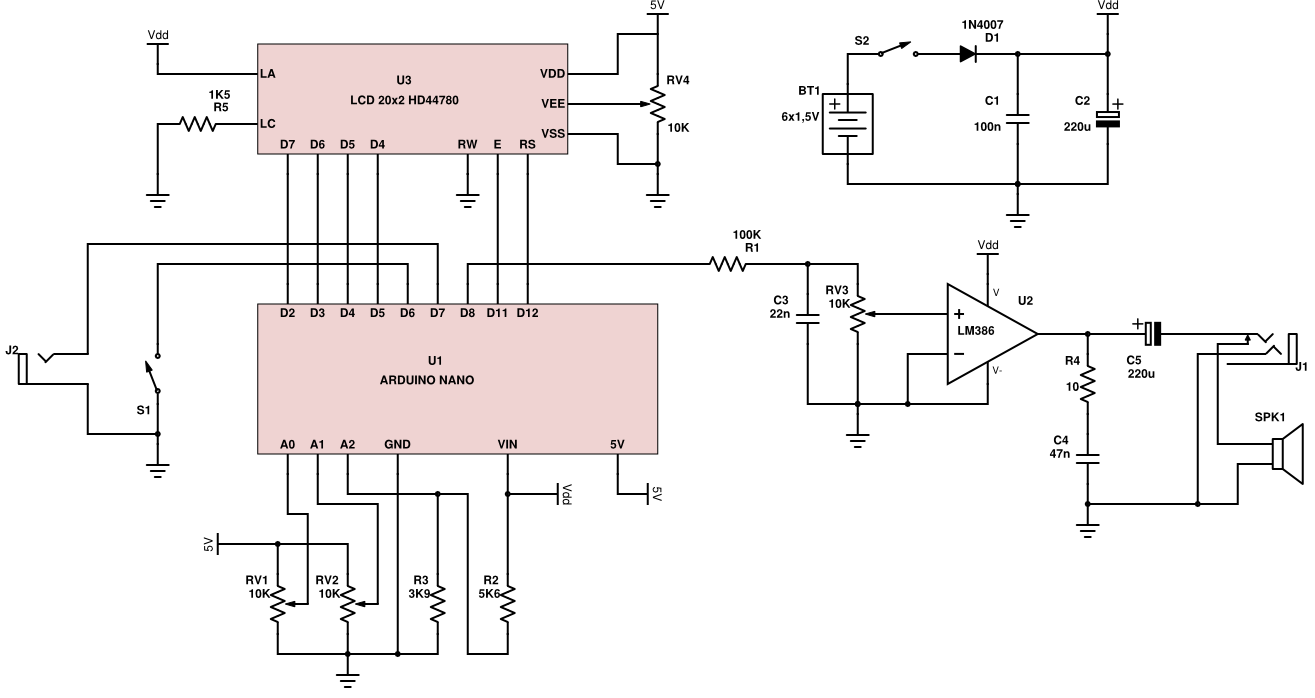 5V
Vdd
1N4007
D1
S2
Vdd
LA
U3
LCD 20x2 HD44780
VDD
RV4
VEE
10K
1K5
R5
LC
VSS
D7 D6 D5 D4 RW E RS
BT1
6x1,5V
C1
100n
C2
220u
100K
R1
Vdd
V
U2
C3
22n
RV3
10K
LM386
V-
D2 D3 D4 D5 D6 D7 D8 D11 D12
U1
ARDUINO NANO
J2
S1
R4
10
C5
220u
J1
SPK1
C4
47n
A0 A1 A2 GND VIN 5V
Vdd
5V
5V
RV1
10K
RV2
10K
R3
3K9
R2
5K6